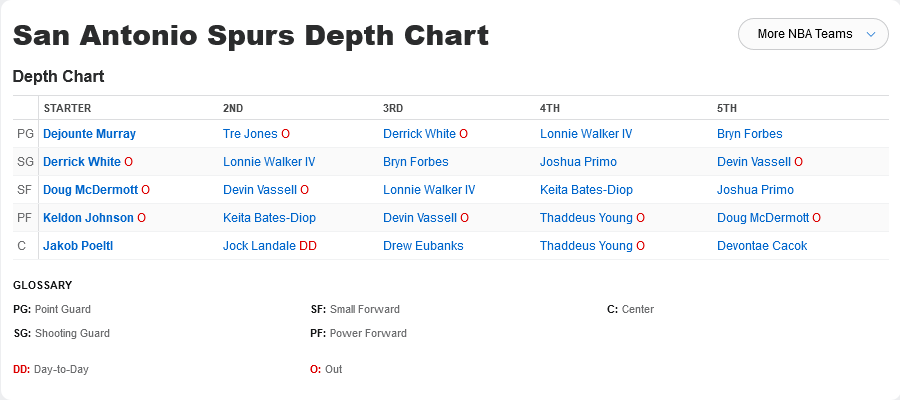 San Antonio Spurs Depth Chart
More NBA Teams
Depth Chart
STARTER 2ND 3RD 4TH 5TH
PG Dejounte Murray Tre Jones O Derrick White O Lonnie Walker IV Bryn Forbes
SG Derrick White O Lonnie Walker IV Bryn Forbes Joshua Primo Devin Vassell O
SF Doug McDermott O Devin Vassell O Lonnie Walker IV Keita Bates-Diop Joshua Primo
PF Keldon Johnson O Keita Bates-Diop Devin Vassell O Thaddeus Young O Doug McDermott O
C Jakob Poeltl Jock Landale DD Drew Eubanks Thaddeus Young O Devontae Cacok
GLOSSARY
PG: Point Guard SF: Small Forward C: Center
SG: Shooting Guard PF: Power Forward
DD: Day-to-Day O: Out